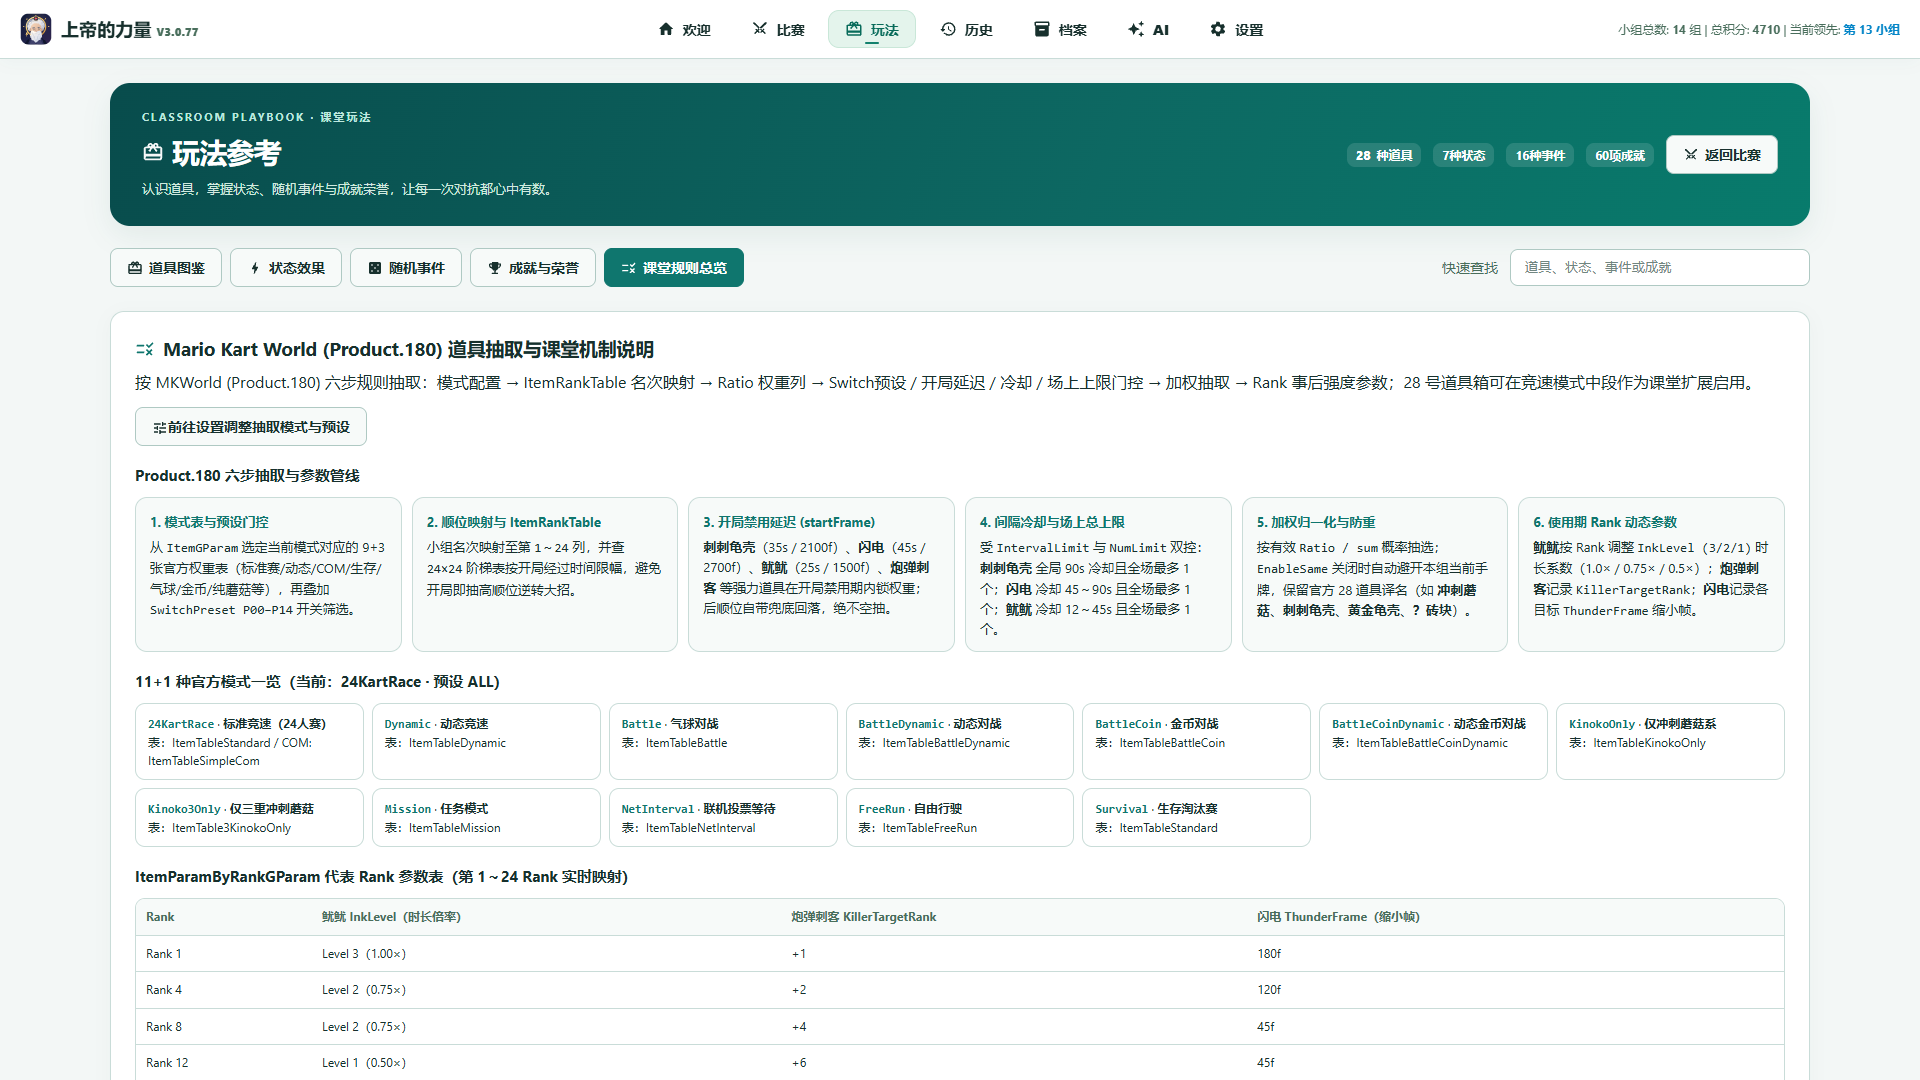 上帝的力量 V3.0.77
欢迎
比赛
玩法
历史
档案
AI
设置
小组总数: 14 组 | 总积分: 4710 | 当前领先: 第 13 小组
CLASSROOM PLAYBOOK · 课堂玩法
玩法参考
认识道具，掌握状态、随机事件与成就荣誉，让每一次对抗都心中有数。
28 种道具
7种状态
16种事件
60项成就
返回比赛
道具图鉴
状态效果
随机事件
成就与荣誉
课堂规则总览
快速查找
道具、状态、事件或成就
Mario Kart World (Product.180) 道具抽取与课堂机制说明
按 MKWorld (Product.180) 六步规则抽取：模式配置 → ItemRankTable 名次映射 → Ratio 权重列 → Switch预设 / 开局延迟 / 冷却 / 场上上限门控 → 加权抽取 → Rank 事后强度参数；28 号道具箱可在竞速模式中段作为课堂扩展启用。
前往设置调整抽取模式与预设
Product.180 六步抽取与参数管线
1. 模式表与预设门控
从 ItemGParam 选定当前模式对应的 9+3
张官方权重表（标准赛/动态/COM/生存/
气球/金币/纯蘑菇等），再叠加
SwitchPreset P00–P14 开关筛选。
2. 顺位映射与 ItemRankTable
小组名次映射至第 1～24 列，并查
24×24 阶梯表按开局经过时间限幅，避免
开局即抽高顺位逆转大招。
3. 开局禁用延迟 (startFrame)
刺刺龟壳（35s / 2100f）、闪电（45s /
2700f）、鱿鱿（25s / 1500f）、炮弹刺
客 等强力道具在开局禁用期内锁权重；
后顺位自带兜底回落，绝不空抽。
4. 间隔冷却与场上总上限
受 IntervalLimit 与 NumLimit 双控：
刺刺龟壳 全局 90s 冷却且全场最多 1
个；闪电 冷却 45～90s 且全场最多 1
个；鱿鱿 冷却 12～45s 且全场最多 1
个。
5. 加权归一化与防重
按有效 Ratio / sum 概率抽选；
EnableSame 关闭时自动避开本组当前手
牌，保留官方 28 道具译名（如 冲刺蘑
菇、刺刺龟壳、黄金龟壳、？砖块）。
6. 使用期 Rank 动态参数
鱿鱿按 Rank 调整 InkLevel (3/2/1) 时
长系数（1.0× / 0.75× / 0.5×）；炮弹刺
客记录 KillerTargetRank；闪电记录各
目标 ThunderFrame 缩小帧。
11+1 种官方模式一览（当前：24KartRace · 预设 ALL）
24KartRace · 标准竞速（24人赛）
表：ItemTableStandard / COM:
ItemTableSimpleCom
Dynamic · 动态竞速
表：ItemTableDynamic
Battle · 气球对战
表：ItemTableBattle
BattleDynamic · 动态对战
表：ItemTableBattleDynamic
BattleCoin · 金币对战
表：ItemTableBattleCoin
BattleCoinDynamic · 动态金币对战
表：ItemTableBattleCoinDynamic
KinokoOnly · 仅冲刺蘑菇系
表：ItemTableKinokoOnly
Kinoko3Only · 仅三重冲刺蘑菇
表：ItemTable3KinokoOnly
Mission · 任务模式
表：ItemTableMission
NetInterval · 联机投票等待
表：ItemTableNetInterval
FreeRun · 自由行驶
表：ItemTableFreeRun
Survival · 生存淘汰赛
表：ItemTableStandard
ItemParamByRankGParam 代表 Rank 参数表（第 1～24 Rank 实时映射）
Rank 鱿鱿 InkLevel（时长倍率） 炮弹刺客 KillerTargetRank 闪电 ThunderFrame（缩小帧）
Rank 1 Level 3（1.00×） +1 180f
Rank 4 Level 2（0.75×） +2 120f
Rank 8 Level 2（0.75×） +4 45f
Rank 12 Level 1（0.50×） +6 45f